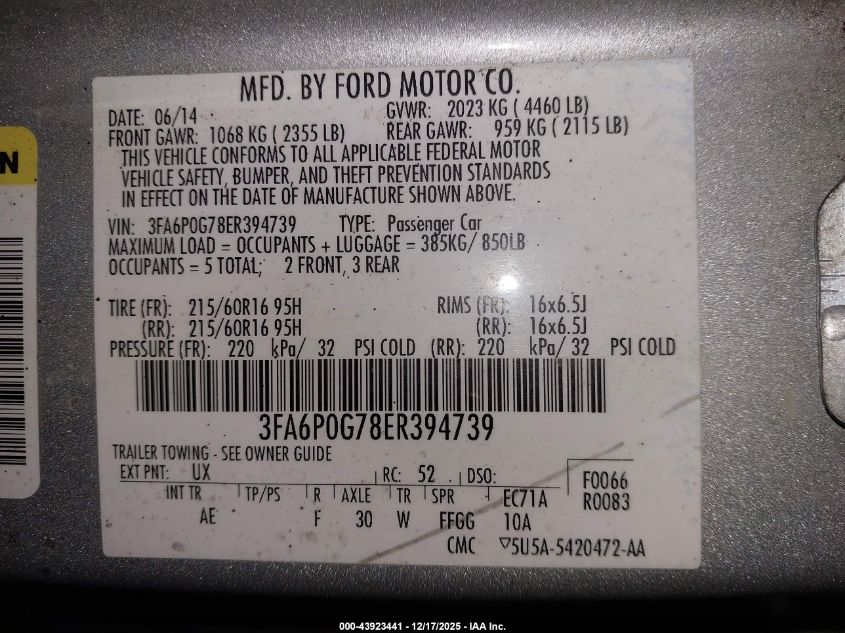 MFD. BY FORD MOTOR CO.
DATE: 06/14 GVWR: 2023 KG ( 4460 LB)
FRONT GAWR: 1068 KG ( 2355 LB) REAR GAWR: 959 KG ( 2115 LB)
THIS VEHICLE CONFORMS TO ALL APPLICABLE FEDERAL MOTOR
VEHICLE SAFETY, BUMPER, AND THEFT PREVENTION STANDARDS
IN EFFECT ON THE DATE OF MANUFACTURE SHOWN ABOVE.
VIN: 3FA6P0G78ER394739 TYPE: Passenger Car
MAXIMUM LOAD = OCCUPANTS + LUGGAGE = 385KG/ 850LB
OCCUPANTS = 5 TOTAL; 2 FRONT, 3 REAR
TIRE (FR): 215/60R16 95H RIMS (FR): 16x6.5J
(RR): 215/60R16 95H (RR): 16x6.5J
PRESSURE (FR): 220 kPa/ 32 PSI COLD (RR): 220 kPa/ 32 PSI COLD
3FA6P0G78ER394739
TRAILER TOWING - SEE OWNER GUIDE
EXT PNT: UX RC: 52 DSO: F0066
INT TR TP/PS R AXLE TR SPR EC71A R0083
AE F 30 W FFGG 10A
CMC ▽5U5A-5420472-AA
N
000-43923441 - 12/17/2025 - IAA Inc.